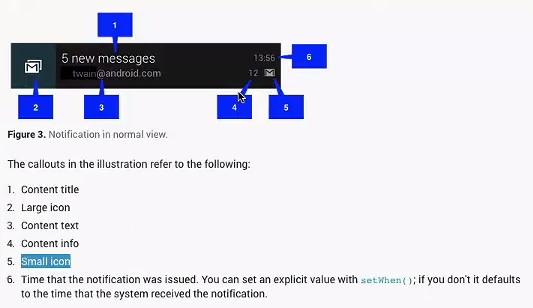 1
5 new messages
13:56
6
twain@android.com
12
2
3
4
5
Figure 3. Notification in normal view.
The callouts in the illustration refer to the following:
1. Content title
2. Large icon
3. Content text
4. Content info
5. Small icon
6. Time that the notification was issued. You can set an explicit value with setWhen(); if you don't it defaults
to the time that the system received the notification.